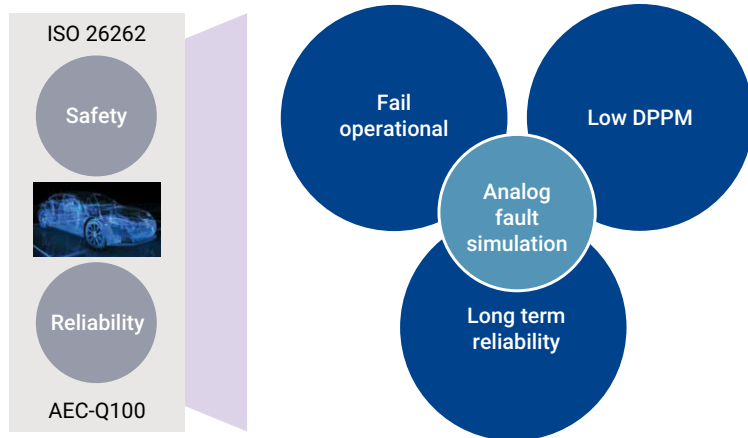 ISO 26262
Safety
Reliability
AEC-Q100
Fail
operational
Low DPPM
Analog
fault
simulation
Long term
reliability